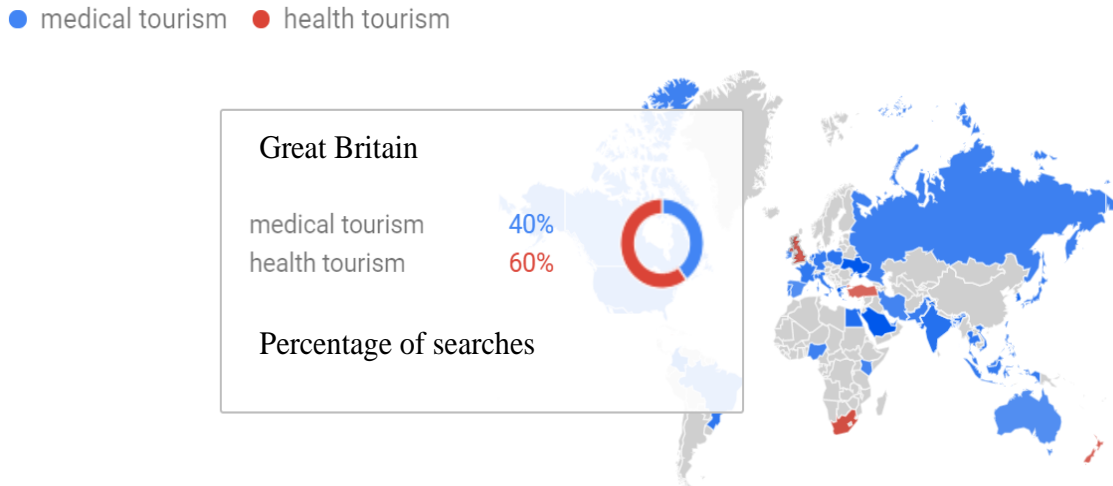 medical tourism health tourism
Great Britain
medical tourism 40%
health tourism 60%
Percentage of searches